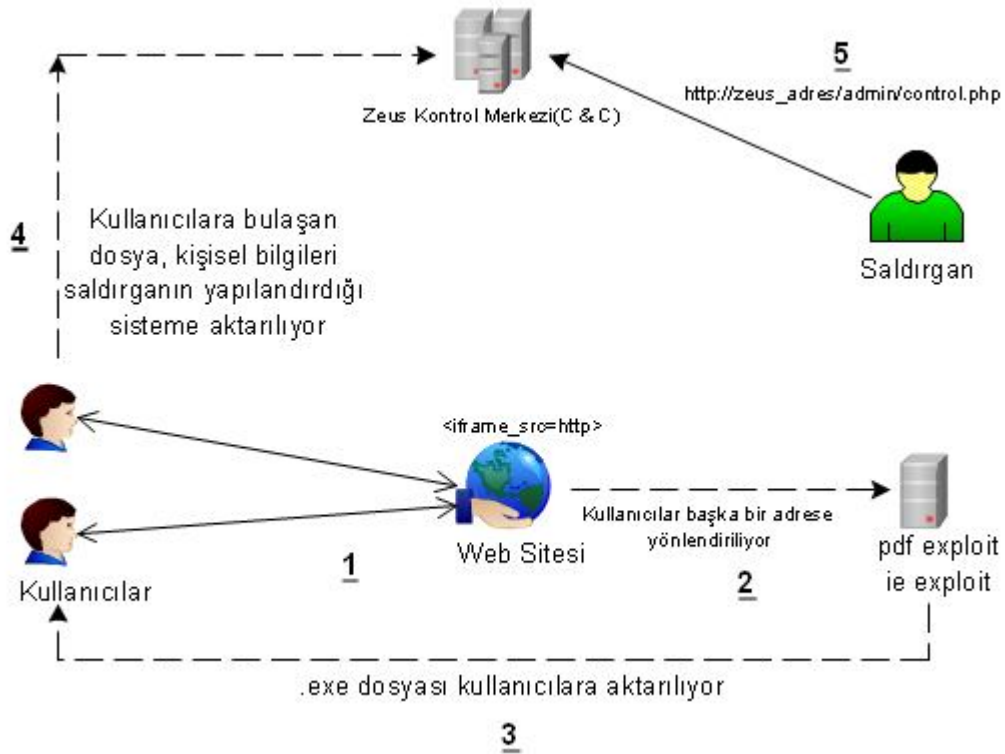 5
http://zeus_adres/admin/control.php
Zeus Kontrol Merkezi(C & C)
Saldırgan
4
Kullanıcılara bulaşan
dosya, kişisel bilgileri
saldırganın yapılandırdığı
sisteme aktarılıyor
<iframe_src=http>
Web Sitesi
Kullanıcılar
1
Kullanıcılar başka bir adrese
yönlendiriliyor
2
pdf exploit
ie exploit
.exe dosyası kullanıcılara aktarılıyor
3